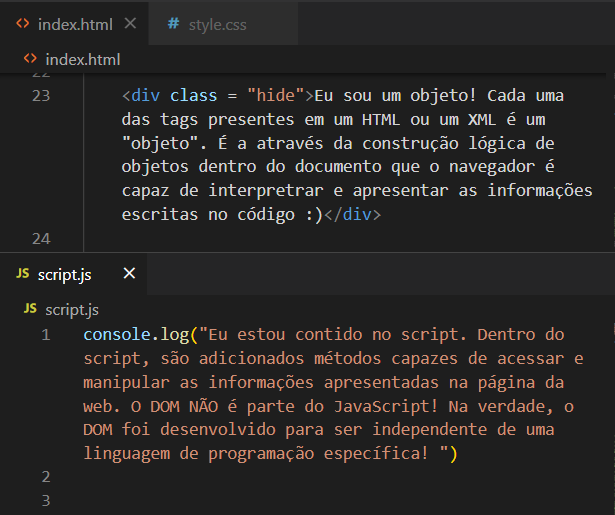 index.html
style.css
index.html
22
23 <div class = "hide">Eu sou um objeto! Cada uma
das tags presentes em um HTML ou um XML é um
"objeto". É a através da construção lógica de
objetos dentro do documento que o navegador é
capaz de interpretrar e apresentar as informações
escritas no código :)</div>
24
JS script.js
JS script.js
1 console.log("Eu estou contido no script. Dentro do
script, são adicionados métodos capazes de acessar e
manipular as informações apresentadas na página da
web. O DOM NÃO é parte do JavaScript! Na verdade, o
DOM foi desenvolvido para ser independente de uma
linguagem de programação específica! ")
2
3